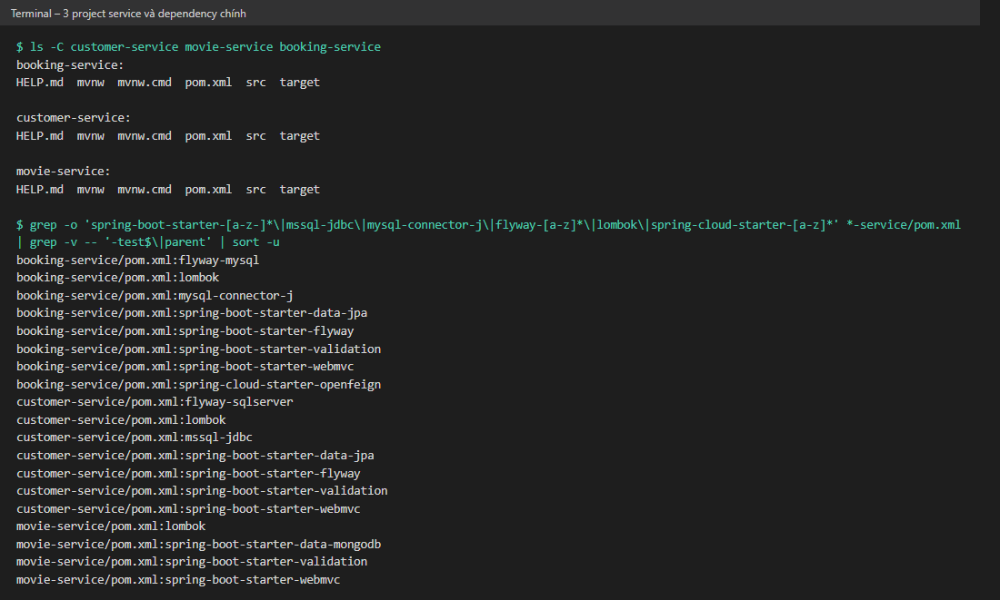 Terminal – 3 project service và dependency chính
$ ls -C customer-service movie-service booking-service
booking-service:
HELP.md  mvnw  mvnw.cmd  pom.xml  src  target
customer-service:
HELP.md  mvnw  mvnw.cmd  pom.xml  src  target
movie-service:
HELP.md  mvnw  mvnw.cmd  pom.xml  src  target
$ grep -o 'spring-boot-starter-[a-z-]*\|mssql-jdbc\|mysql-connector-j\|flyway-[a-z]*\|lombok\|spring-cloud-starter-[a-z]*' *-service/pom.xml
| grep -v -- '-test$\|parent' | sort -u
booking-service/pom.xml:flyway-mysql
booking-service/pom.xml:lombok
booking-service/pom.xml:mysql-connector-j
booking-service/pom.xml:spring-boot-starter-data-jpa
booking-service/pom.xml:spring-boot-starter-flyway
booking-service/pom.xml:spring-boot-starter-validation
booking-service/pom.xml:spring-boot-starter-webmvc
booking-service/pom.xml:spring-cloud-starter-openfeign
customer-service/pom.xml:flyway-sqlserver
customer-service/pom.xml:lombok
customer-service/pom.xml:mssql-jdbc
customer-service/pom.xml:spring-boot-starter-data-jpa
customer-service/pom.xml:spring-boot-starter-flyway
customer-service/pom.xml:spring-boot-starter-validation
customer-service/pom.xml:spring-boot-starter-webmvc
movie-service/pom.xml:lombok
movie-service/pom.xml:spring-boot-starter-data-mongodb
movie-service/pom.xml:spring-boot-starter-validation
movie-service/pom.xml:spring-boot-starter-webmvc